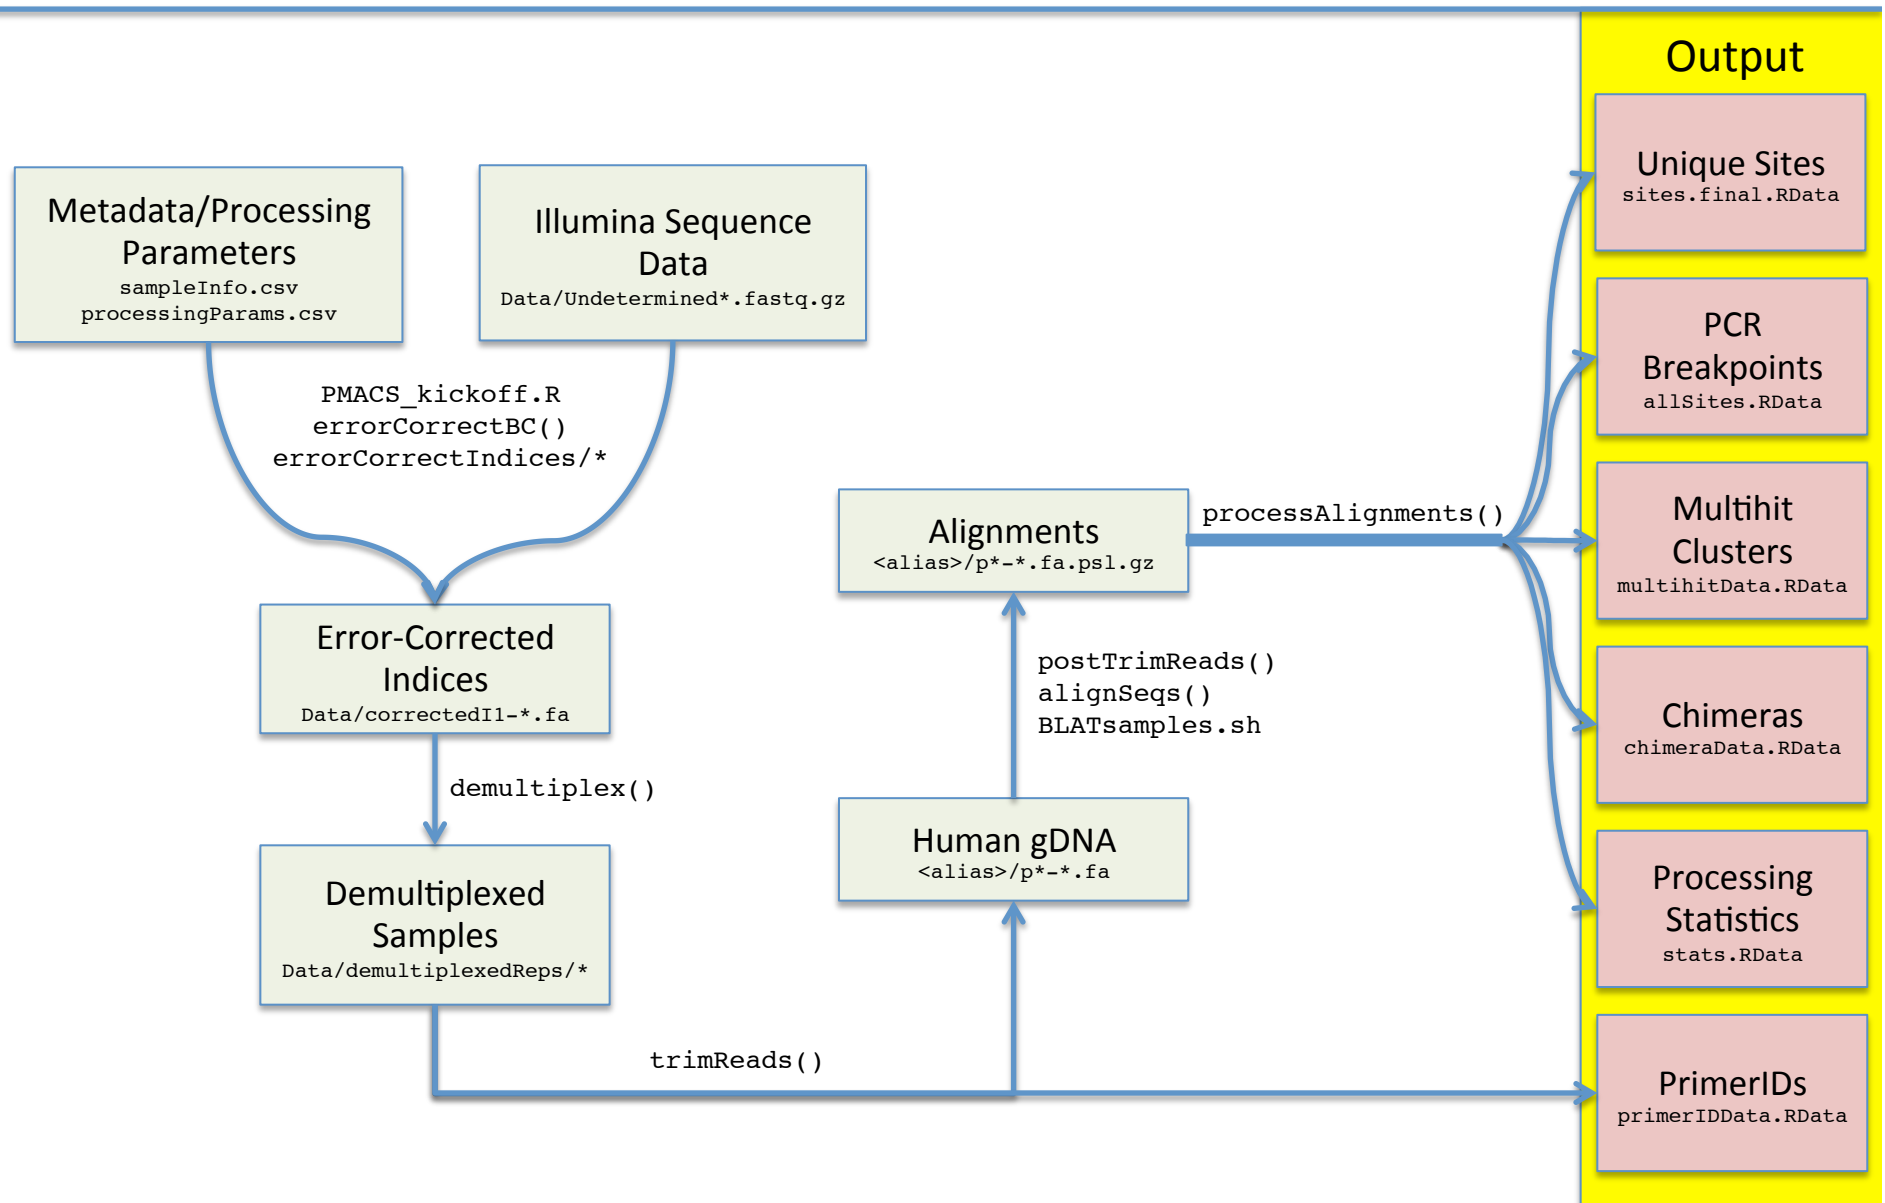 Output
Metadata/Processing
Parameters
sampleInfo.csv
processingParams.csv
Illumina Sequence
Data
Data/Undetermined*.fastq.gz
PMACS_kickoff.R
errorCorrectBC()
errorCorrectIndices/*
Error-Corrected
Indices
Data/correctedI1-*.fa
demultiplex()
Demultiplexed
Samples
Data/demultiplexedReps/*
trimReads()
Human gDNA
<alias>/p*-*.fa
postTrimReads()
alignSeqs()
BLATsamples.sh
Alignments
<alias>/p*-*.fa.psl.gz
processAlignments()
Unique Sites
sites.final.RData
PCR
Breakpoints
allSites.RData
Multihit
Clusters
multihitData.RData
Chimeras
chimeraData.RData
Processing
Statistics
stats.RData
PrimerIDs
primerIDData.RData